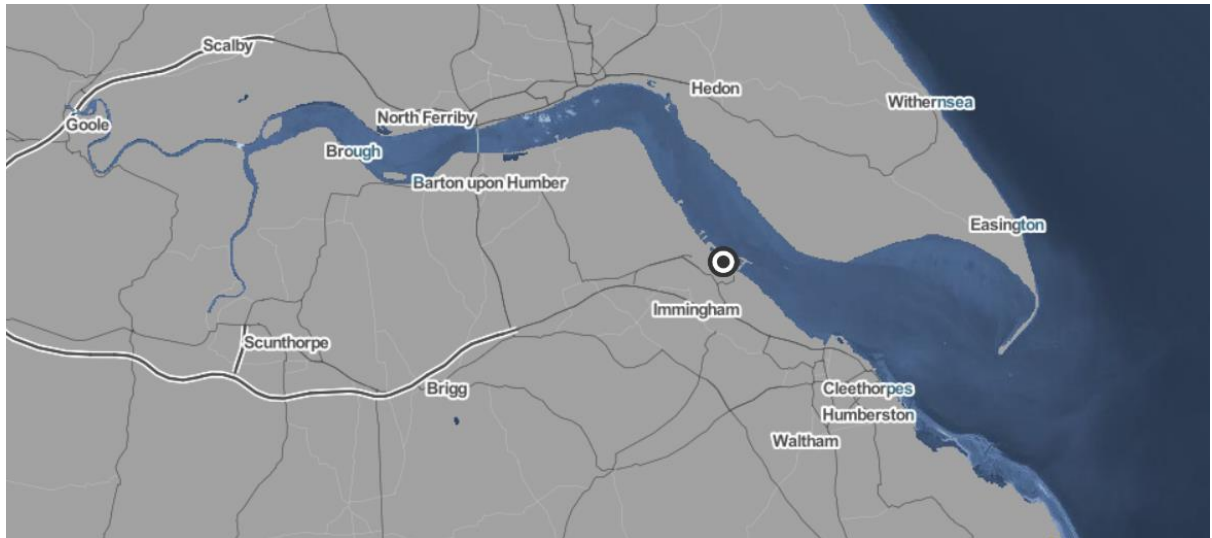 Scalby
Hedon
Withernsea
North Ferriby
Goole
Brough
Barton upon Humber
Easington
Immingham
Scunthorpe
Brigg
Cleethorpes
Humberston
Waltham